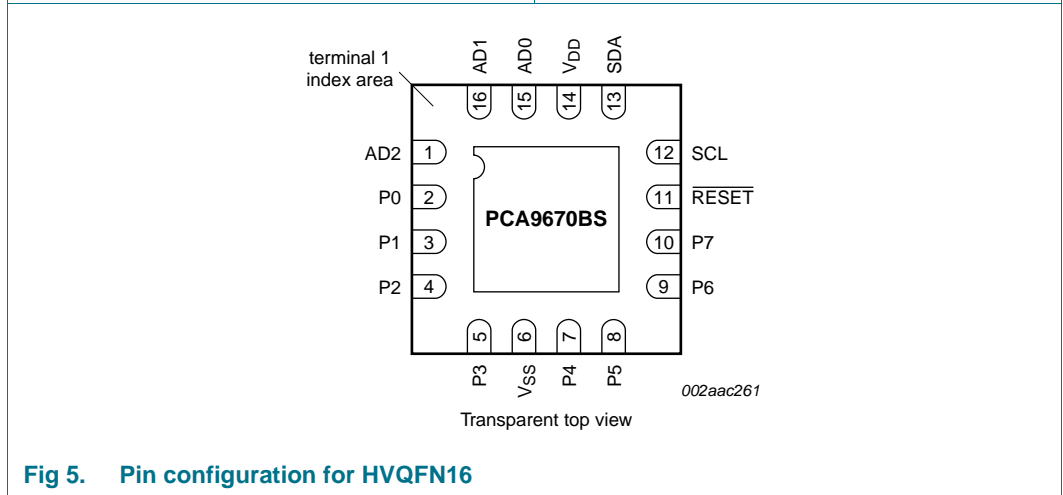 terminal 1
index area
AD1
AD0
VDD
SDA
16
15
14
13
AD2 1
12 SCL
P0 2
11 RESET
PCA9670BS
P1 3
10 P7
P2 4
9 P6
5
6
7
8
P3
VSS
P4
P5
002aac261
Transparent top view
Fig 5. Pin configuration for HVQFN16